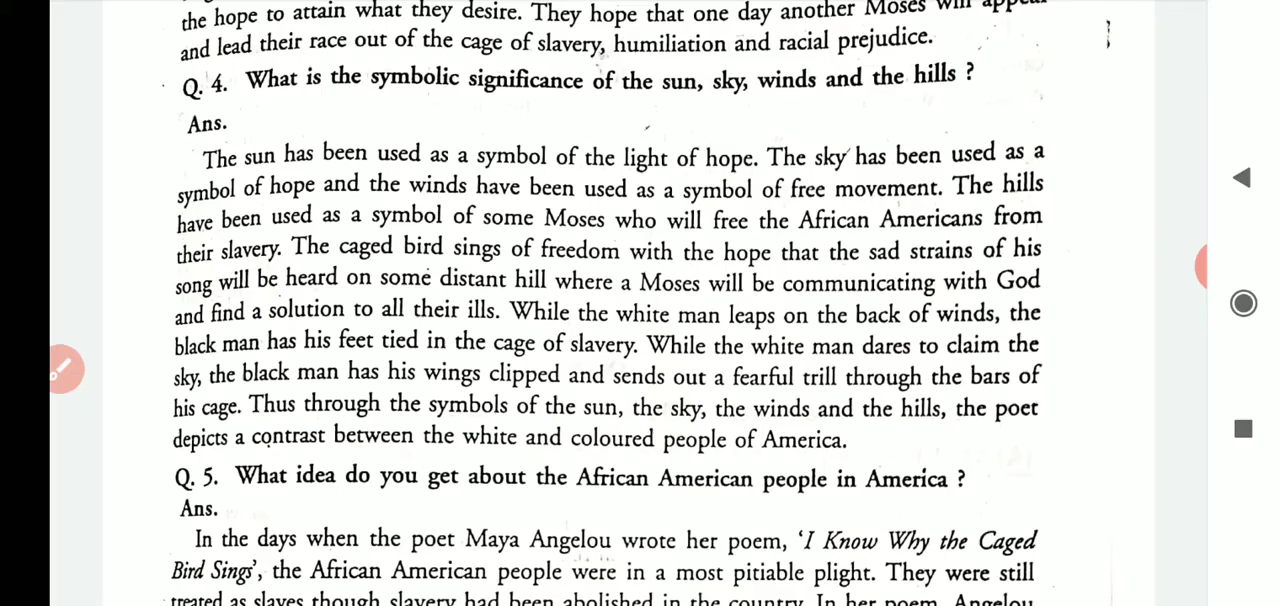 the hope to attain what they desire. They hope that one day another Moses will appear
and lead their race out of the cage of slavery, humiliation and racial prejudice.
Q. 4. What is the symbolic significance of the sun, sky, winds and the hills ?
Ans.
The sun has been used as a symbol of the light of hope. The sky has been used as a
symbol of hope and the winds have been used as a symbol of free movement. The hills
have been used as a symbol of some Moses who will free the African Americans from
their slavery. The caged bird sings of freedom with the hope that the sad strains of his
song will be heard on some distant hill where a Moses will be communicating with God
and find a solution to all their ills. While the white man leaps on the back of winds, the
black man has his feet tied in the cage of slavery. While the white man dares to claim the
sky, the black man has his wings clipped and sends out a fearful trill through the bars of
his cage. Thus through the symbols of the sun, the sky, the winds and the hills, the poet
depicts a contrast between the white and coloured people of America.
Q. 5. What idea do you get about the African American people in America ?
Ans.
In the days when the poet Maya Angelou wrote her poem, ‘I Know Why the Caged
Bird Sings’, the African American people were in a most pitiable plight. They were still
treated as slaves though slavery had been abolished in the country. In her poem, Angelou